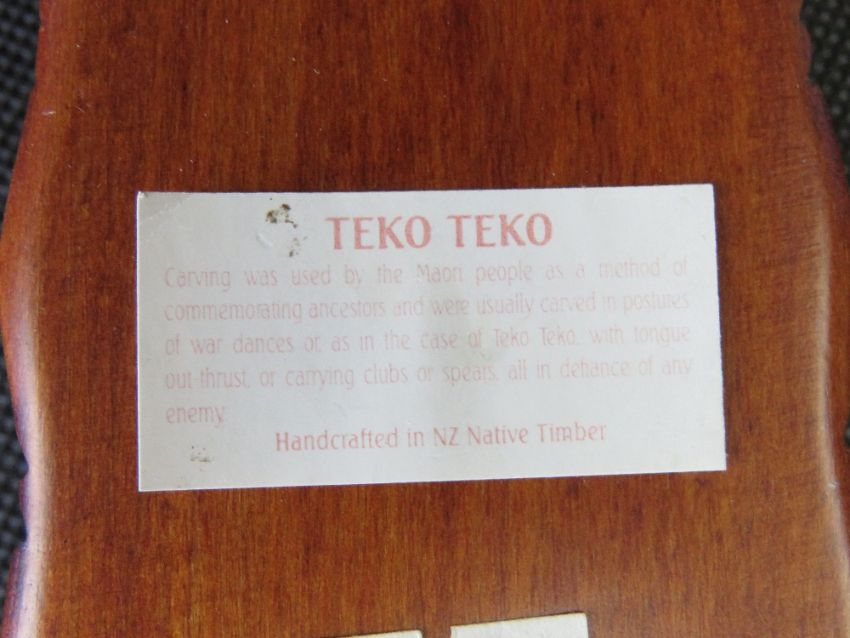 TEKO TEKO
Carving was used by the Maori people as a method of
commemorating ancestors and were usually carved in postures
of war dances or, as in the case of Teko Teko, with tongue
out-thrust, or carrying clubs or spears, all in defiance of any
enemy.
Handcrafted in NZ Native Timber